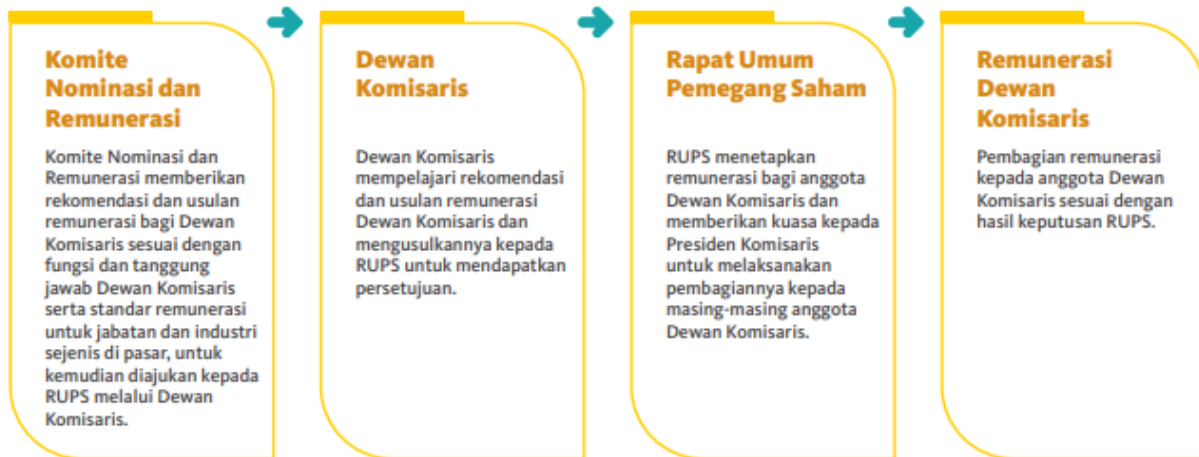 Komite
Nominasi dan
Remunerasi
Komite Nominasi dan
Remunerasi memberikan
rekomendasi dan usulan
remunerasi bagi Dewan
Komisaris sesuai dengan
fungsi dan tanggung
jawab Dewan Komisaris
serta standar remunerasi
untuk jabatan dan industri
sejenis di pasar, untuk
kemudian diajukan kepada
RUPS melalui Dewan
Komisaris.
Dewan
Komisaris
Dewan Komisaris
mempelajari rekomendasi
dan usulan remunerasi
Dewan Komisaris dan
mengusulkannya kepada
RUPS untuk mendapatkan
persetujuan.
Rapat Umum
Pemegang Saham
RUPS menetapkan
remunerasi bagi anggota
Dewan Komisaris dan
memberikan kuasa kepada
Presiden Komisaris
untuk melaksanakan
pembagiannya kepada
masing-masing anggota
Dewan Komisaris.
Remunerasi
Dewan
Komisaris
Pembagian remunerasi
kepada anggota Dewan
Komisaris sesuai dengan
hasil keputusan RUPS.